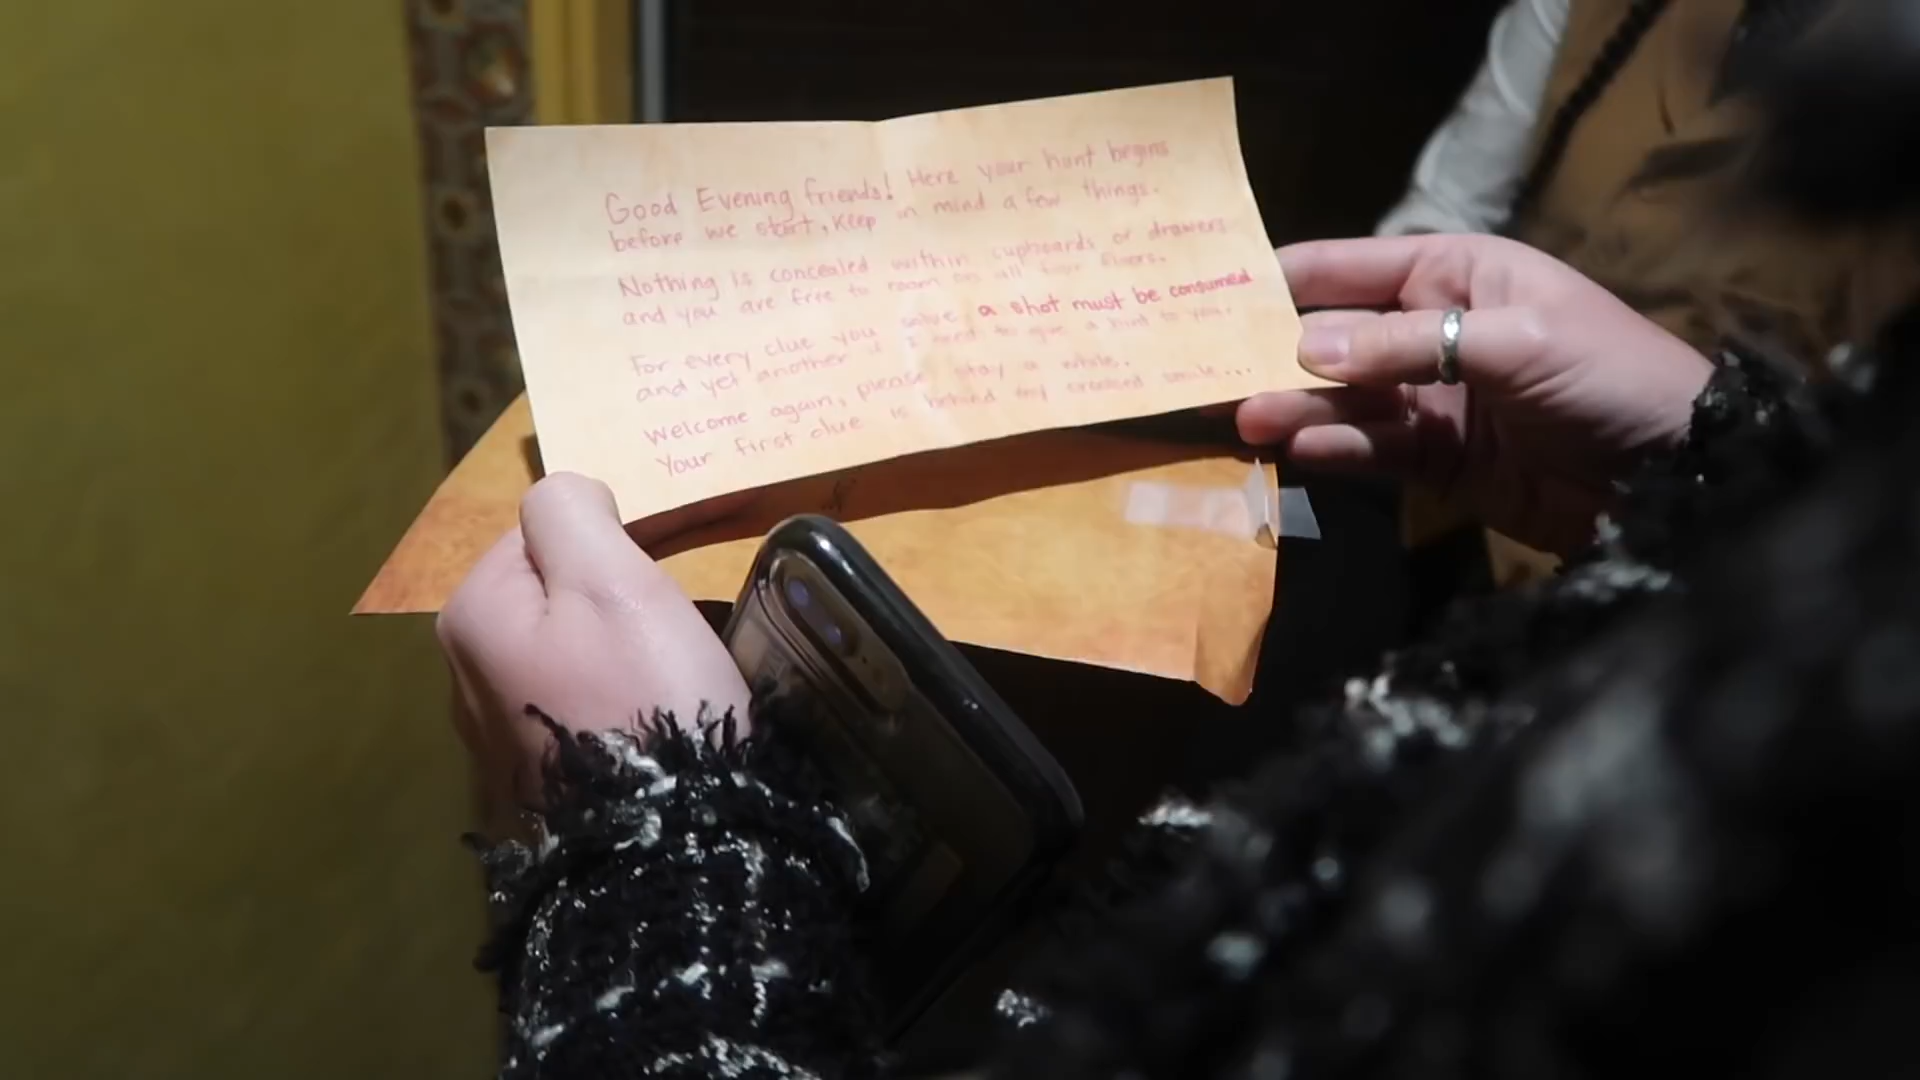 Good Evening friends! Here your hunt begins
before we start, keep in mind a few things.
Nothing is concealed within cupboards or drawers
and you are free to roam on all four floors.
For every clue you solve a shot must be consumed
and yet another if I need to give a hint to you.
Welcome again, please stay a while.
Your first clue is behind my crooked smile...